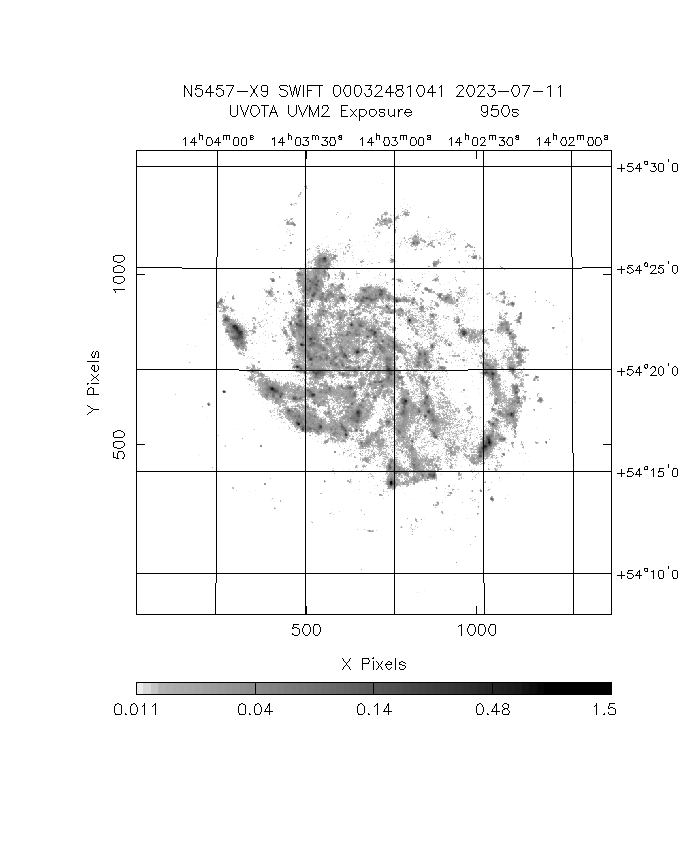 N5457-X9 SWIFT 00032481041 2023-07-11
UVOTA UVM2 Exposure 950s
14ʰ04ᵐ00ˢ 14ʰ03ᵐ30ˢ 14ʰ03ᵐ00ˢ 14ʰ02ᵐ30ˢ 14ʰ02ᵐ00ˢ
+54°30'0
1000
+54°25'0
Y Pixels
+54°20'0
500
+54°15'0
+54°10'0
500 1000
X Pixels
0.011 0.04 0.14 0.48 1.5